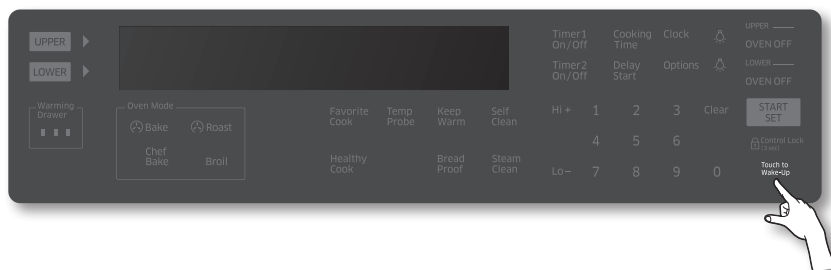 UPPER
LOWER
Warming
Drawer
Oven Mode
Bake
Roast
Chef
Bake
Broil
Favorite
Cook
Temp
Probe
Keep
Warm
Self
Clean
Healthy
Cook
Bread
Proof
Steam
Clean
Timer1
On/Off
Cooking
Time
Clock
Timer2
On/Off
Delay
Start
Options
Hi +
1
2
3
Clear
4
5
6
Lo–
7
8
9
0
UPPER
OVEN OFF
LOWER
OVEN OFF
START
SET
Control Lock
(3 sec)
Touch to
Wake-Up